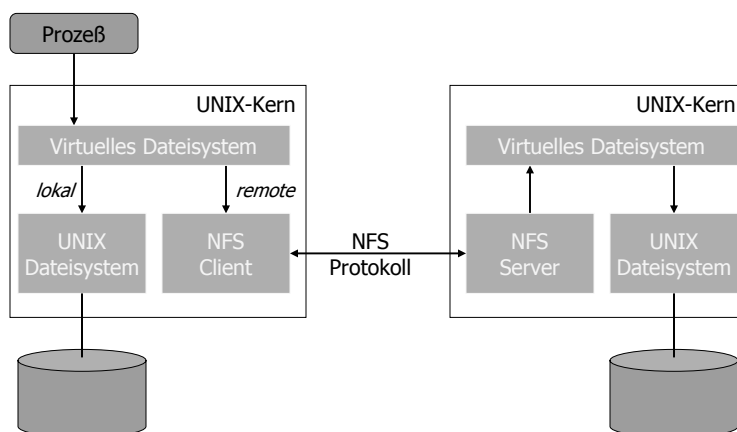 Prozeß
UNIX-Kern
Virtuelles Dateisystem
lokal
remote
UNIX
Dateisystem
NFS
Client
NFS
Protokoll
UNIX-Kern
Virtuelles Dateisystem
NFS
Server
UNIX
Dateisystem